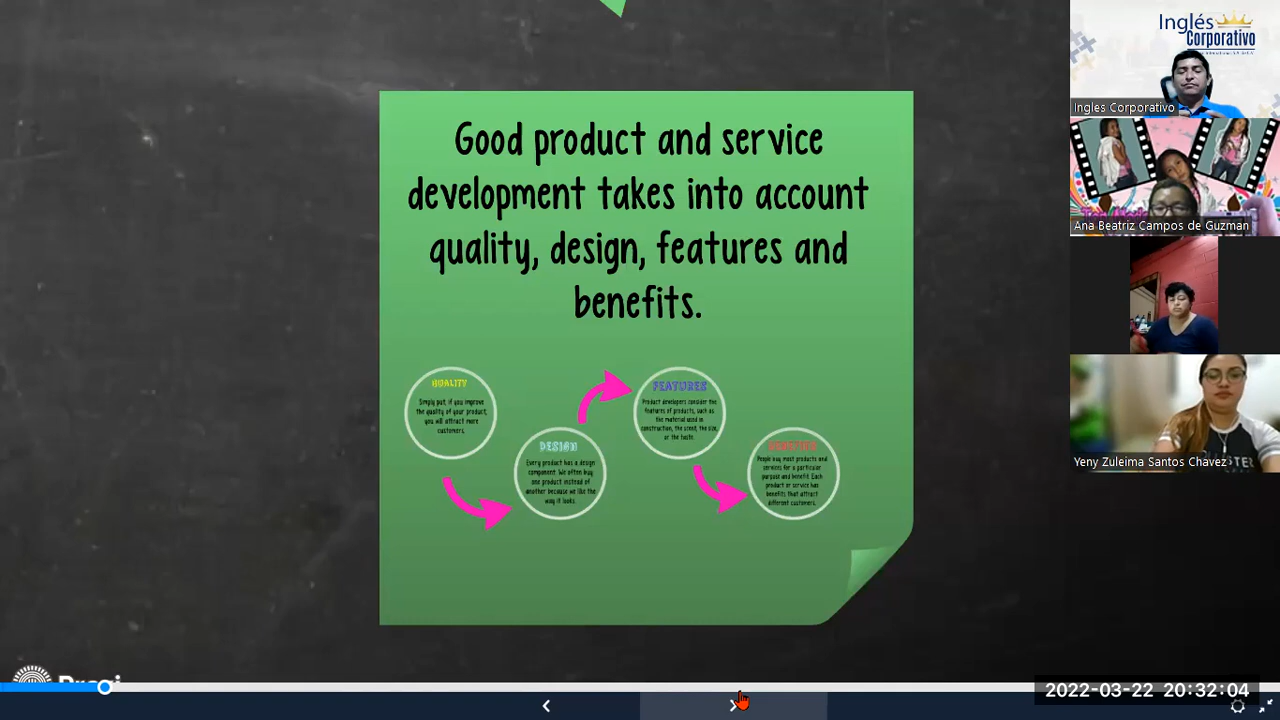 Good product and service
development takes into account
quality, design, features and
benefits.
QUALITY
Simply put, if you improve
the quality of your product,
you will attract more
customers.
DESIGN
Every product has a design
component. We often buy
one product instead of
another because we like the
way it looks.
FEATURES
Product developers consider the
features of products, such as
the material used in
construction, the scent, the size,
or the taste.
BENEFITS
People buy most products and
services for a particular
purpose and benefit. Each
product or service has
benefits that attract
different customers.
Inglés
Corporativo
Ingles Corporativo
Ana Beatriz Campos de Guzman
Yeny Zuleima Santos Chavez
Prezi
2022-03-22 20:32:04